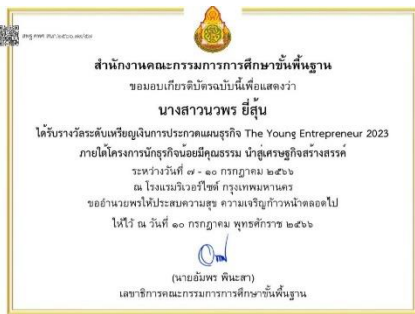 สำนักงานคณะกรรมการการศึกษาขั้นพื้นฐาน
ขอมอบเกียรติบัตรฉบับนี้เพื่อแสดงว่า
นางสาวนวพร ยี่สุ้น
ได้รับรางวัลระดับเหรียญเงินการประกวดแผนธุรกิจ The Young Entrepreneur 2023
ภายใต้โครงการนักธุรกิจน้อยมีคุณธรรม นำสู่เศรษฐกิจสร้างสรรค์
ระหว่างวันที่ ๗ - ๑๐ กรกฎาคม ๒๕๖๖
ณ โรงแรมริเวอร์ไซด์ กรุงเทพมหานคร
ขออำนวยพรให้ประสบความสุข ความเจริญก้าวหน้าตลอดไป
ให้ไว้ ณ วันที่ ๑๐ กรกฎาคม พุทธศักราช ๒๕๖๖
(นายอัมพร พินะสา)
เลขาธิการคณะกรรมการการศึกษาขั้นพื้นฐาน